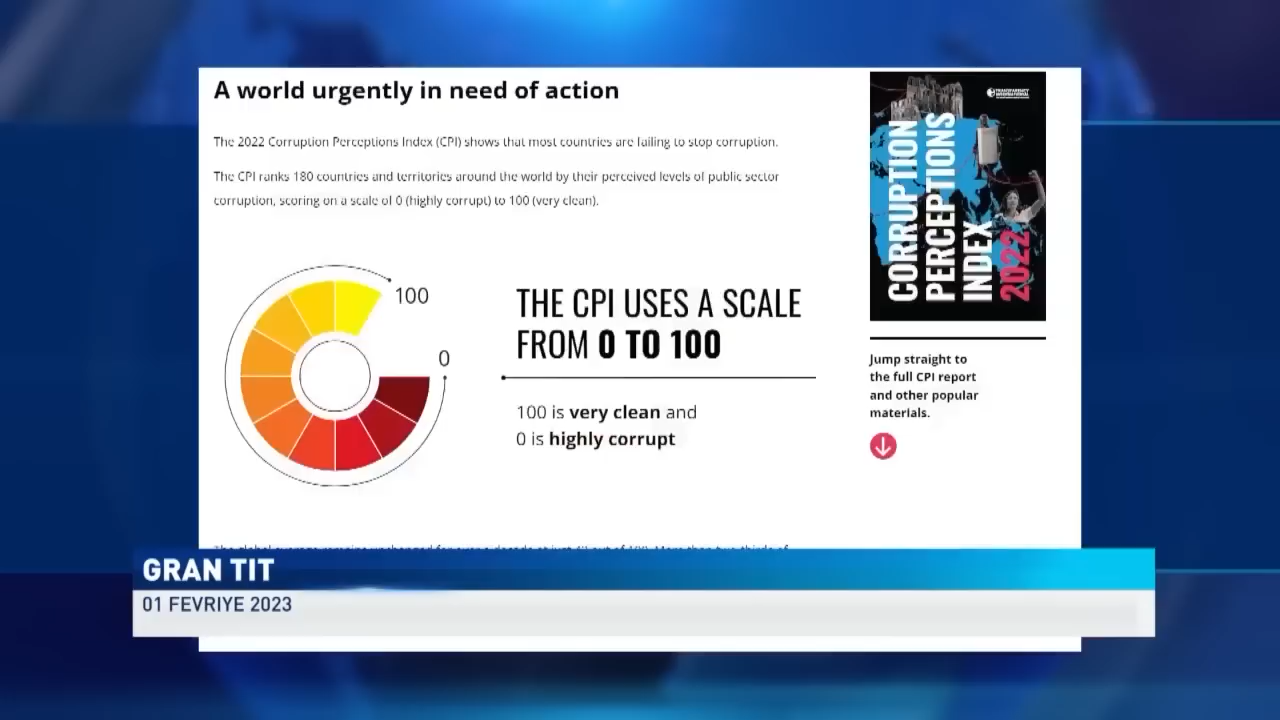 A world urgently in need of action
The 2022 Corruption Perceptions Index (CPI) shows that most countries are failing to stop corruption.
The CPI ranks 180 countries and territories around the world by their perceived levels of public sector
corruption, scoring on a scale of 0 (highly corrupt) to 100 (very clean).
100
0
THE CPI USES A SCALE
FROM 0 TO 100
100 is very clean and
0 is highly corrupt
TRANSPARENCY
INTERNATIONAL
CORRUPTION
PERCEPTIONS
INDEX
2022
Jump straight to
the full CPI report
and other popular
materials.
GRAN TIT
01 FEVRIYE 2023